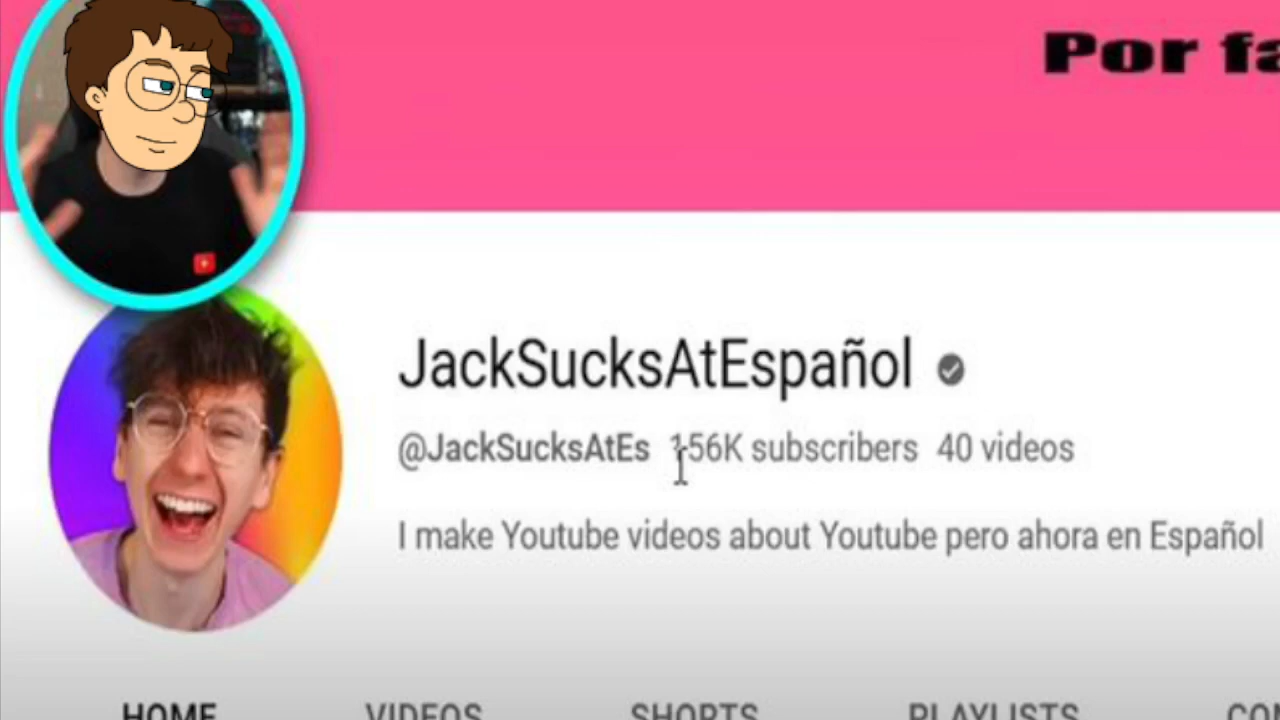 Por fa
JackSucksAtEspañol
@JackSucksAtEs 156K subscribers 40 videos
I make Youtube videos about Youtube pero ahora en Español
HOME VIDEOS SHORTS PLAYLISTS CO